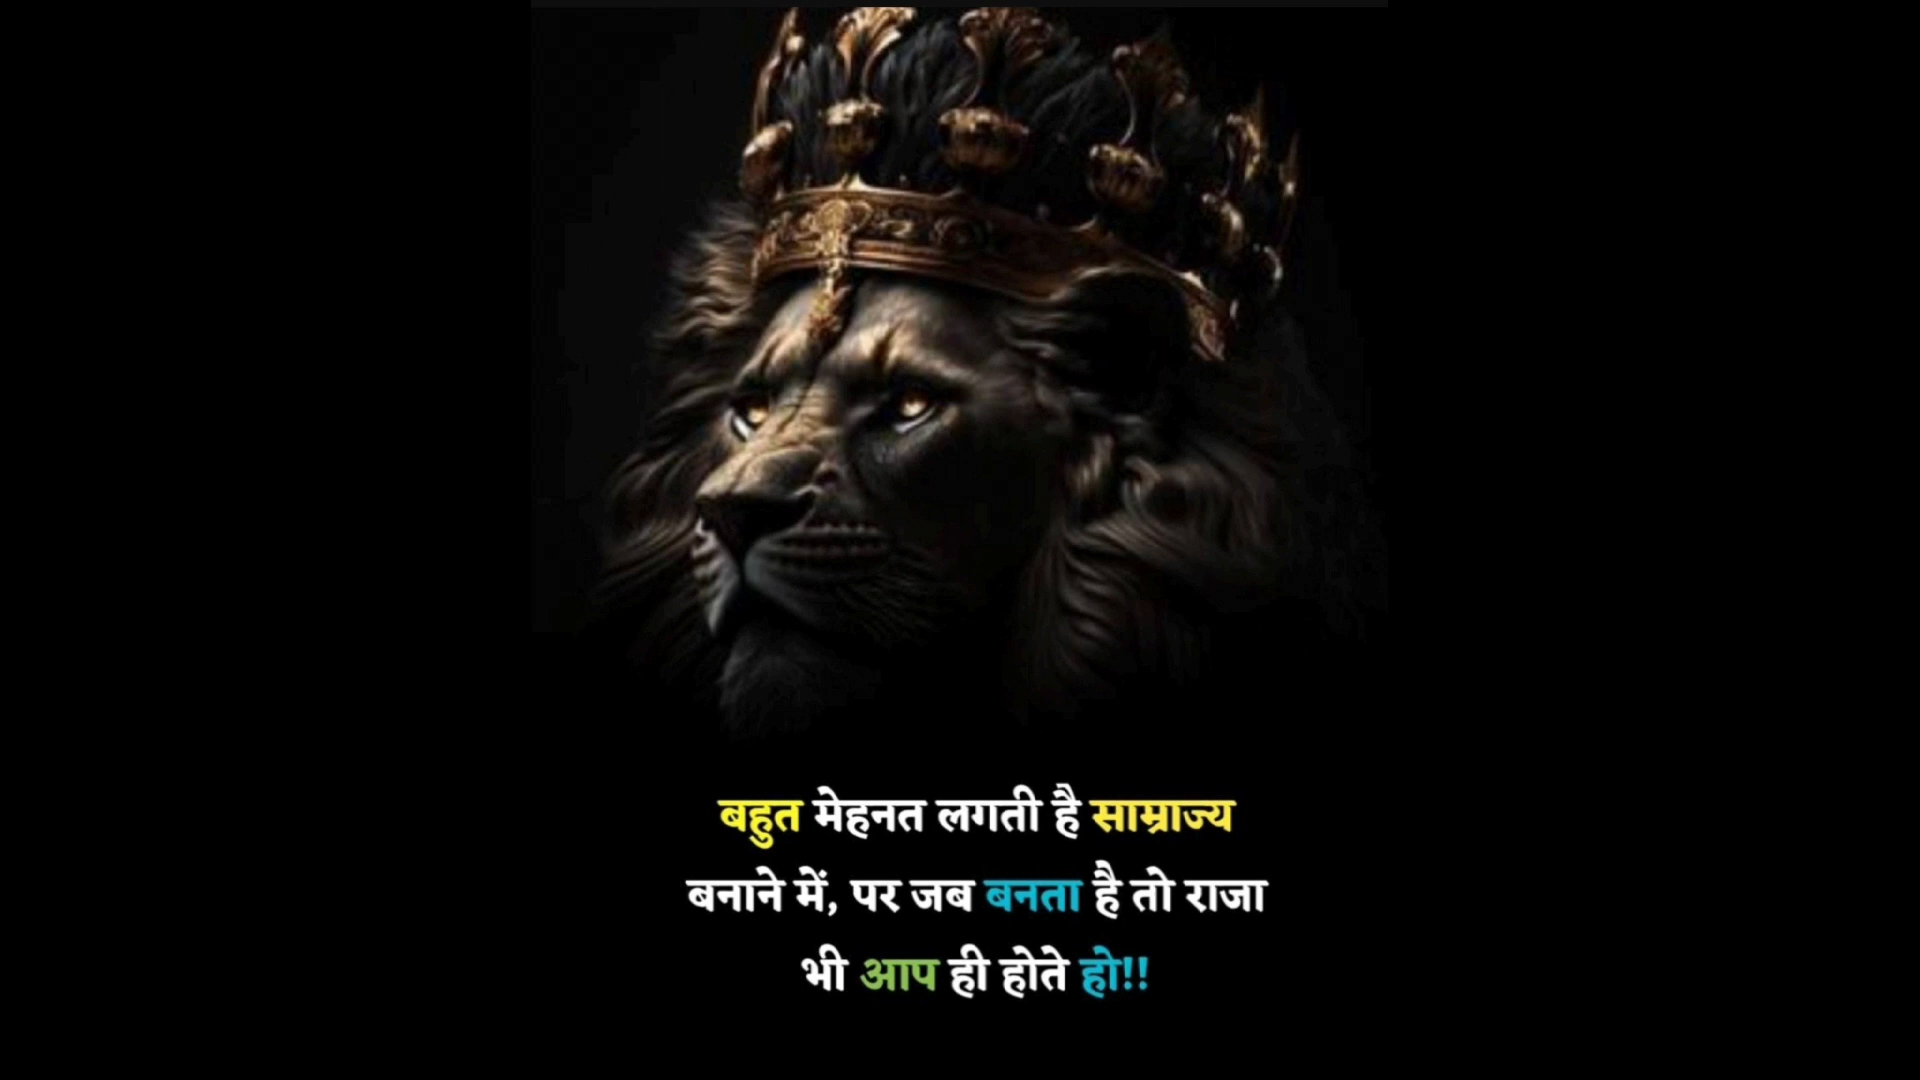 बहुत मेहनत लगती है साम्राज्य
बनाने में, पर जब बनता है तो राजा
भी आप ही होते हो!!